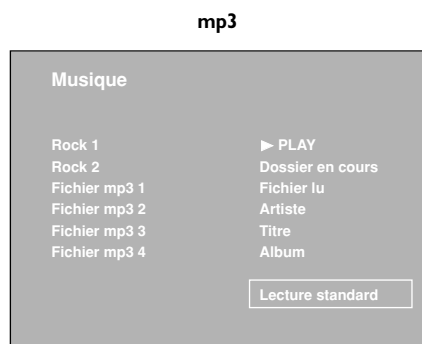 mp3
Musique
Rock 1
Rock 2
Fichier mp3 1
Fichier mp3 2
Fichier mp3 3
Fichier mp3 4
▶ PLAY
Dossier en cours
Fichier lu
Artiste
Titre
Album
Lecture standard